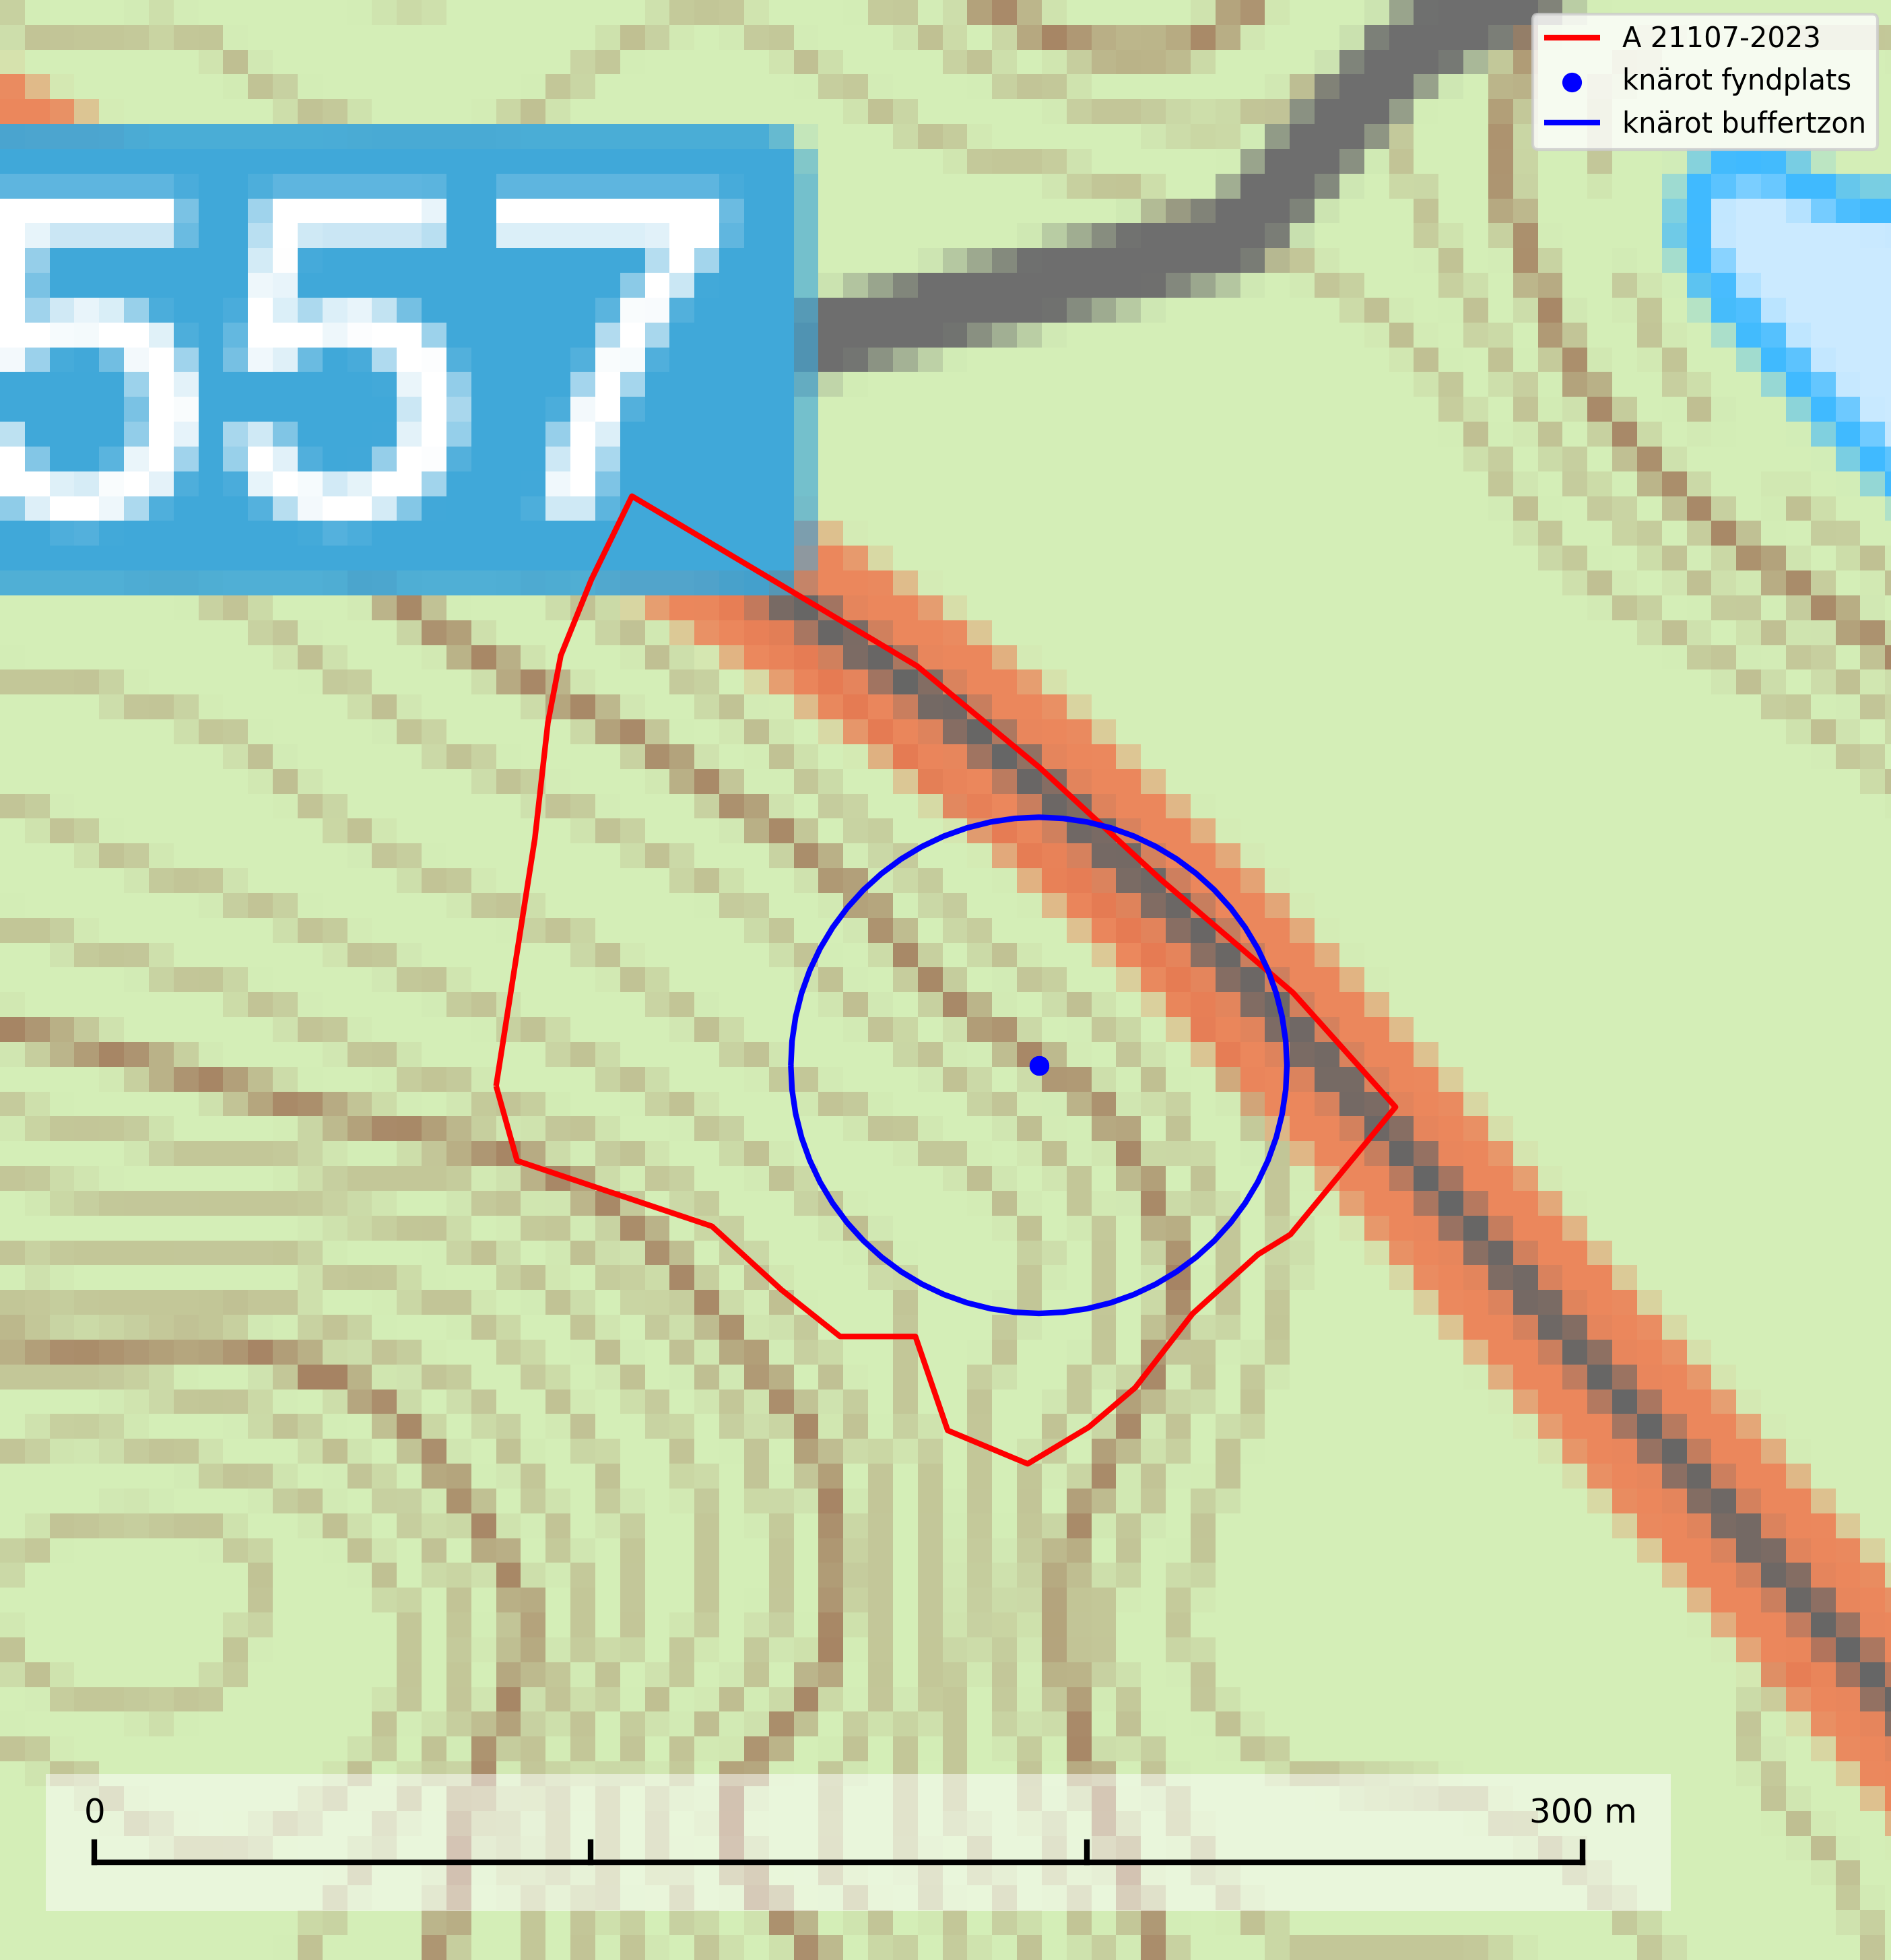 A 21107-2023
knärot fyndplats
knärot buffertzon
557
0 300 m